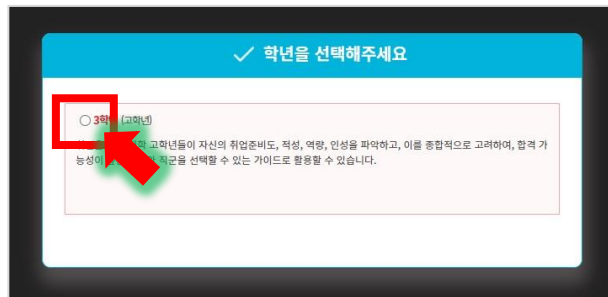 학년을 선택해주세요
3학년 (고학년)
고학년들이 자신의 취업준비도, 적성, 역량, 인성을 파악하고, 이를 종합적으로 고려하여, 합격 가
능성이 직군을 선택할 수 있는 가이드로 활용할 수 있습니다.